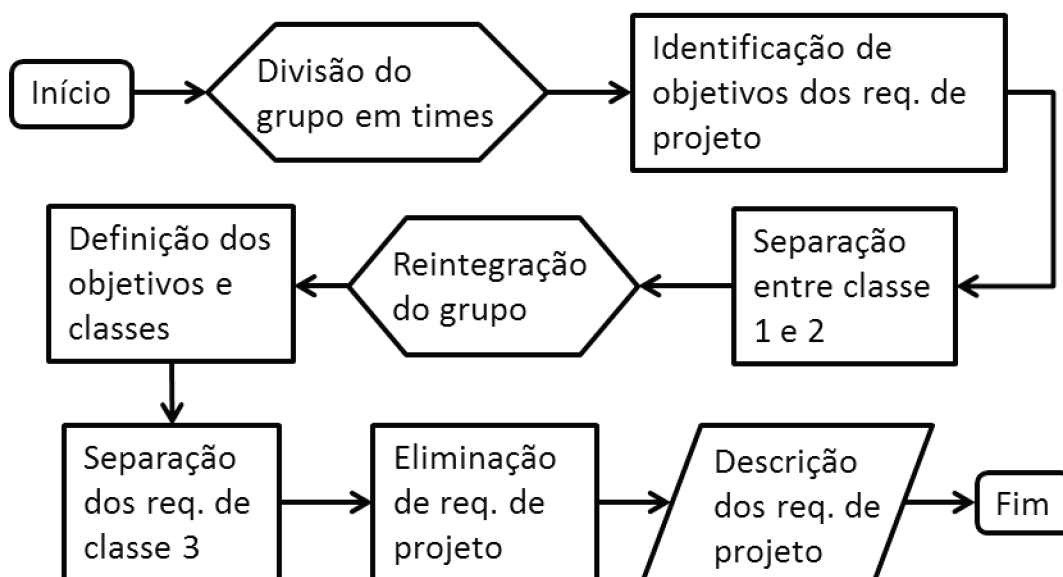 Início
Divisão do
grupo em times
Identificação de
objetivos dos req. de
projeto
Separação
entre classe
1 e 2
Reintegração
do grupo
Definição dos
objetivos e
classes
Separação
dos req. de
classe 3
Eliminação
de req. de
projeto
Descrição
dos req. de
projeto
Fim